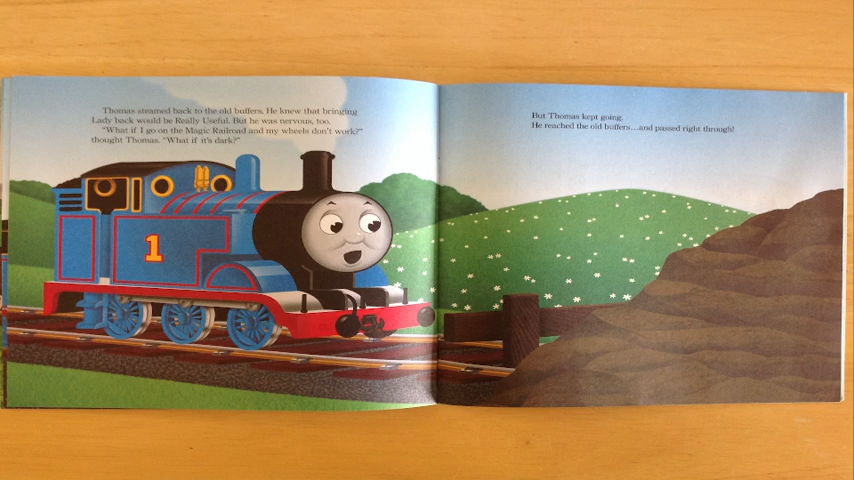 Thomas steamed back to the old buffers. He knew that bringing
Lady back would be Really Useful. But he was nervous, too.
"What if I go on the Magic Railroad and my wheels don't work?"
thought Thomas. "What if it's dark?"
1
But Thomas kept going.
He reached the old buffers...and passed right through!